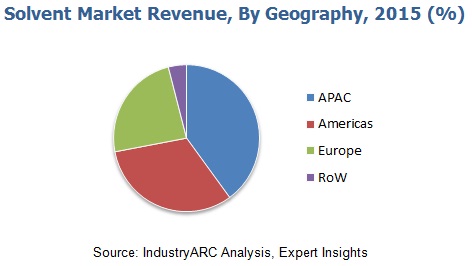 Solvent Market Revenue, By Geography, 2015 (%)
APAC
Americas
Europe
RoW
Source: IndustryARC Analysis, Expert Insights